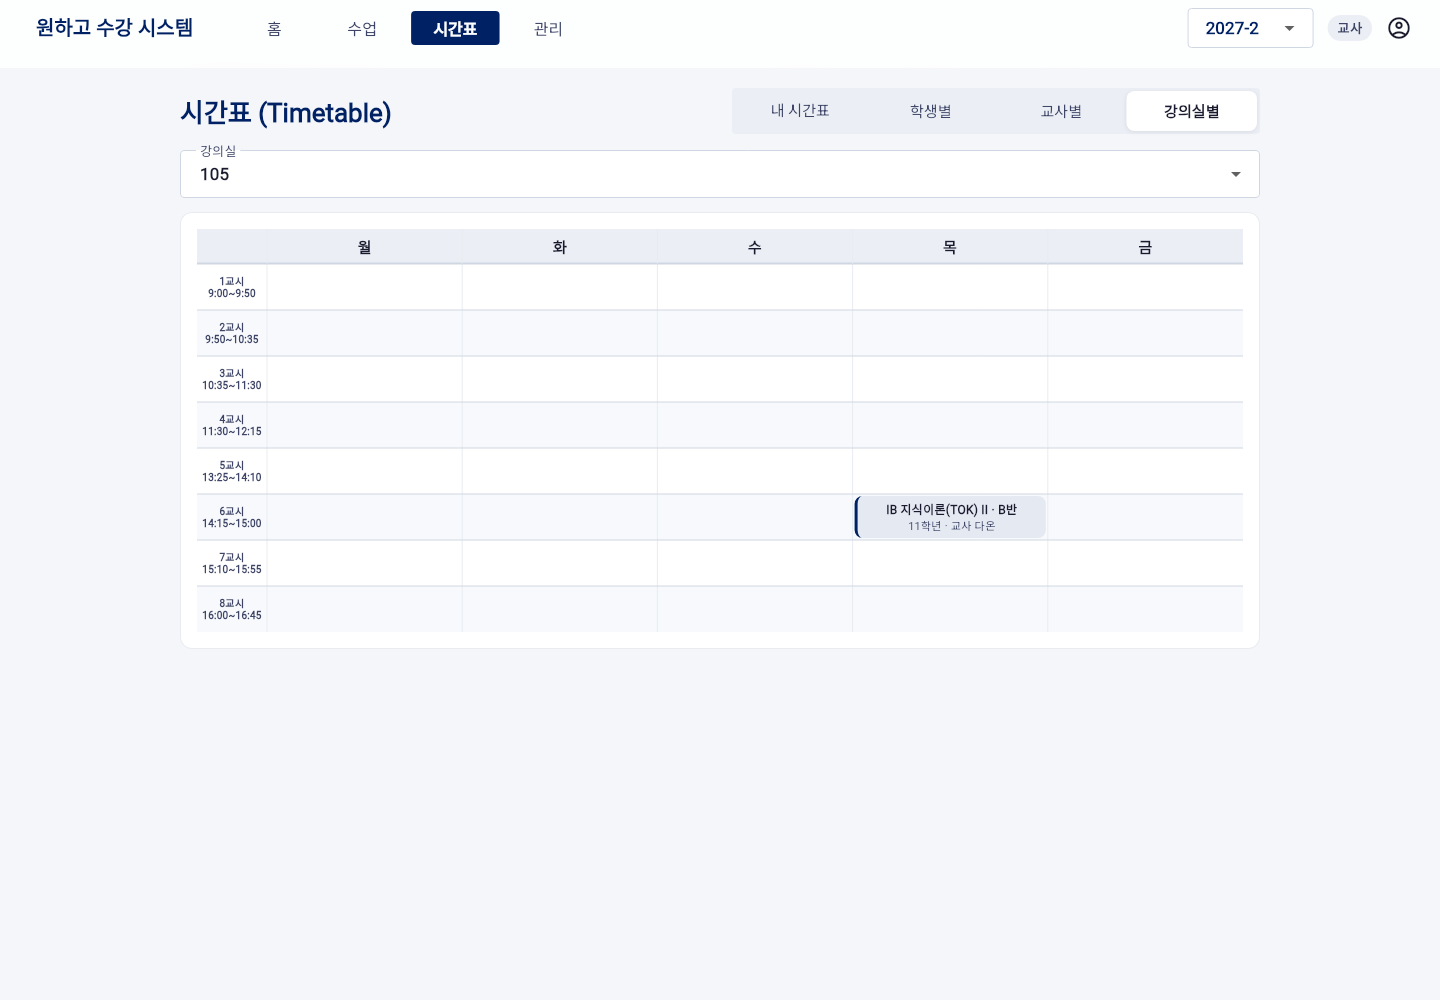 원하고 수강 시스템
홈
수업
시간표
관리
2027-2
교사
시간표 (Timetable)
내 시간표
학생별
교사별
강의실별
강의실
105
월
화
수
목
금
1교시
9:00~9:50
2교시
9:50~10:35
3교시
10:35~11:30
4교시
11:30~12:15
5교시
13:25~14:10
6교시
14:15~15:00
IB 지식이론(TOK) II · B반
11학년 · 교사 다온
7교시
15:10~15:55
8교시
16:00~16:45